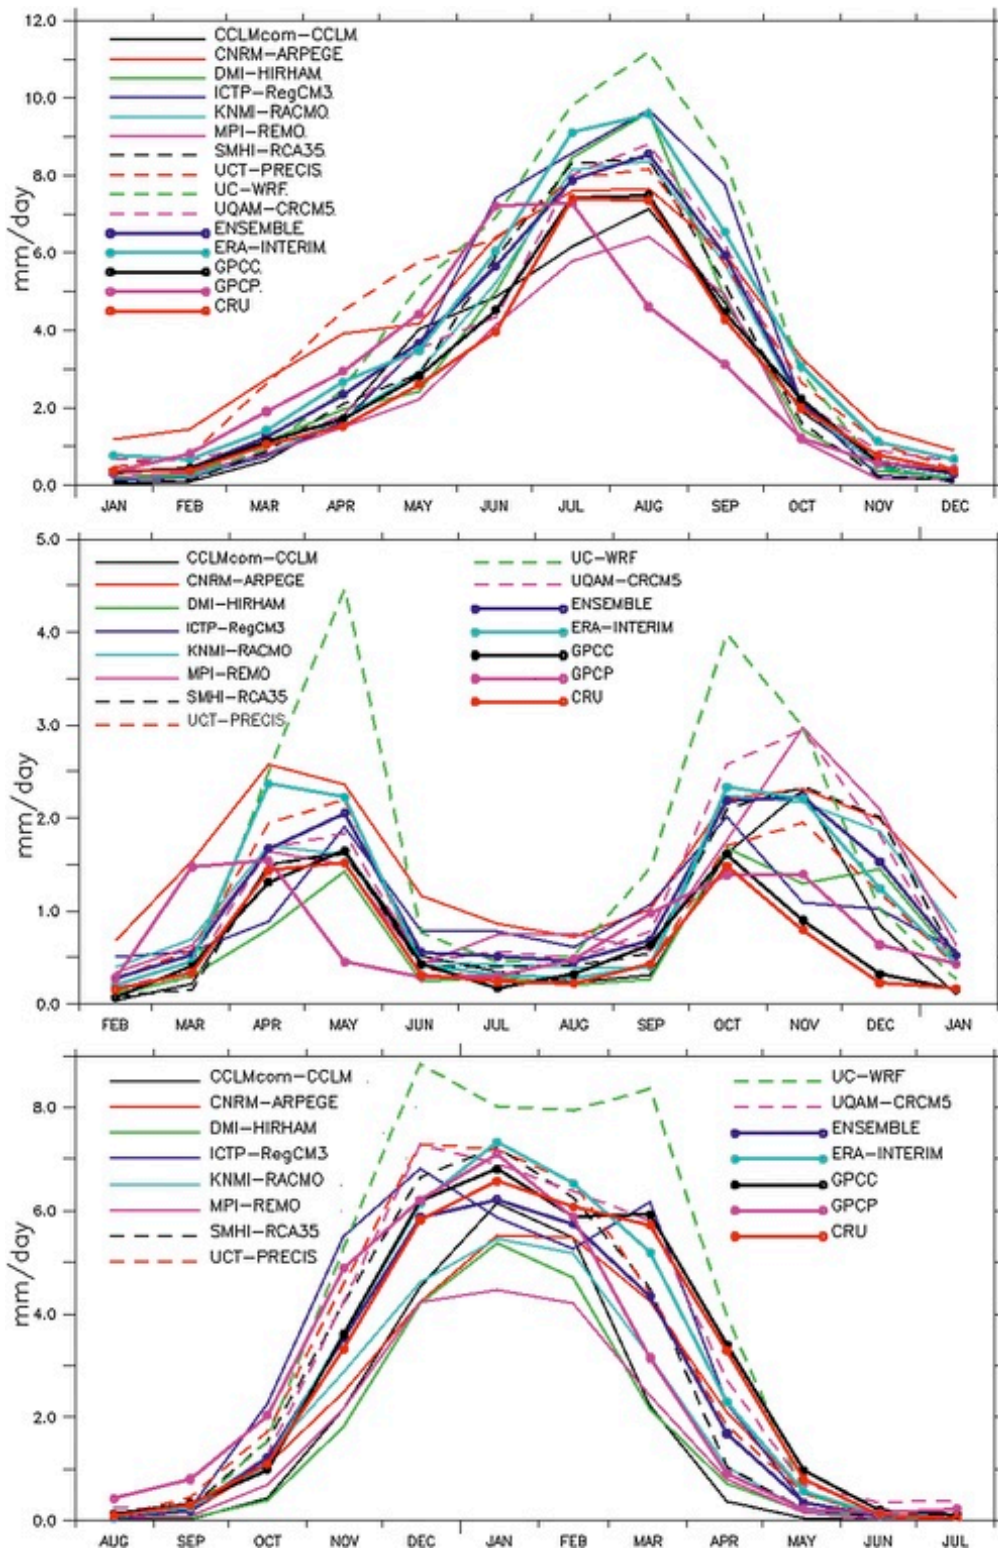 12.0
CCLMcom–CCLM
CNRM–ARPEGE
10.0
DMI–HIRHAM
ICTP–RegCM3.
KNMI–RACMO.
MPI–REMO.
8.0
SMHI–RCA35.
UCT–PRECIS.
UC–WRF.
UQAM–CRCM5.
mm/day
6.0
ENSEMBLE
ERA–INTERIM.
GPCC.
GPCP.
CRU
4.0
2.0
0.0
JAN FEB MAR APR MAY JUN JUL AUG SEP OCT NOV DEC
5.0
CCLMcom–CCLM UC–WRF
CNRM–ARPEGE UQAM–CRCM5
DMI–HIRHAM ENSEMBLE
4.0
ICTP–RegCM3 ERA–INTERIM
KNMI–RACMO GPCC
MPI–REMO GPCP
SMHI–RCA35 CRU
UCT–PRECIS
3.0
mm/day
2.0
1.0
0.0
FEB MAR APR MAY JUN JUL AUG SEP OCT NOV DEC JAN
CCLMcom–CCLM UC–WRF
8.0
CNRM–ARPEGE UQAM–CRCM5
DMI–HIRHAM ENSEMBLE
ICTP–RegCM3 ERA–INTERIM
KNMI–RACMO GPCC
MPI–REMO GPCP
6.0
SMHI–RCA35 CRU
UCT–PRECIS
mm/day
4.0
2.0
0.0
AUG SEP OCT NOV DEC JAN FEB MAR APR MAY JUN JUL